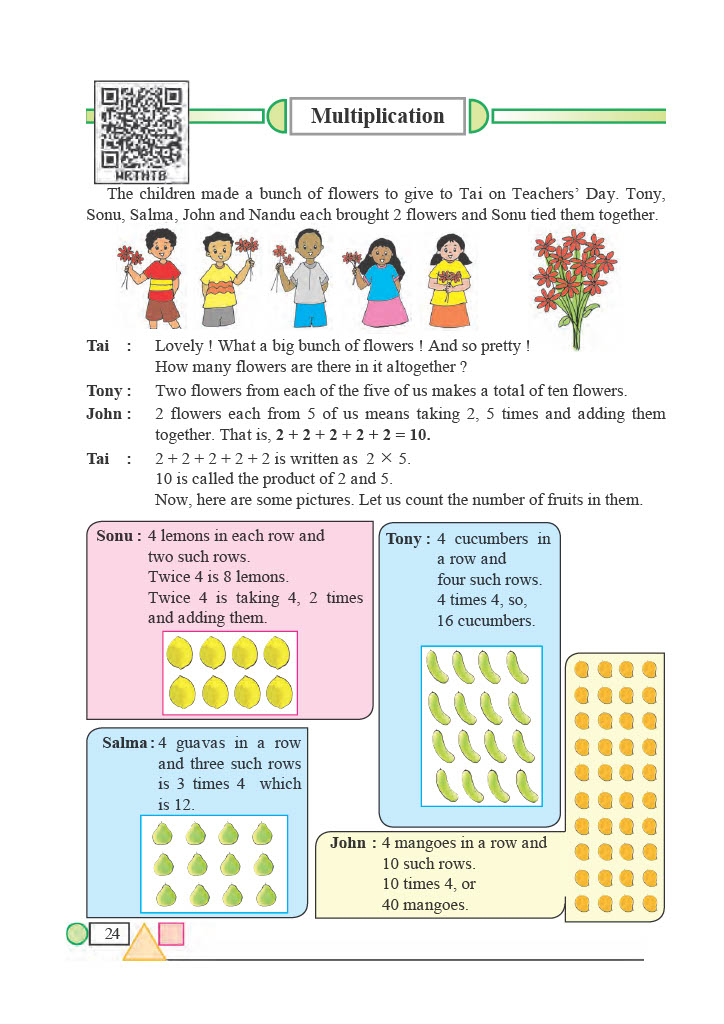 Multiplication
WRTHTB
The children made a bunch of flowers to give to Tai on Teachers’ Day. Tony,
Sonu, Salma, John and Nandu each brought 2 flowers and Sonu tied them together.
Tai : Lovely ! What a big bunch of flowers ! And so pretty !
How many flowers are there in it altogether ?
Tony : Two flowers from each of the five of us makes a total of ten flowers.
John : 2 flowers each from 5 of us means taking 2, 5 times and adding them
together. That is, 2 + 2 + 2 + 2 + 2 = 10.
Tai : 2 + 2 + 2 + 2 + 2 is written as 2 × 5.
10 is called the product of 2 and 5.
Now, here are some pictures. Let us count the number of fruits in them.
Sonu : 4 lemons in each row and
two such rows.
Twice 4 is 8 lemons.
Twice 4 is taking 4, 2 times
and adding them.
Tony : 4 cucumbers in
a row and
four such rows.
4 times 4, so,
16 cucumbers.
Salma : 4 guavas in a row
and three such rows
is 3 times 4 which
is 12.
John : 4 mangoes in a row and
10 such rows.
10 times 4, or
40 mangoes.
24